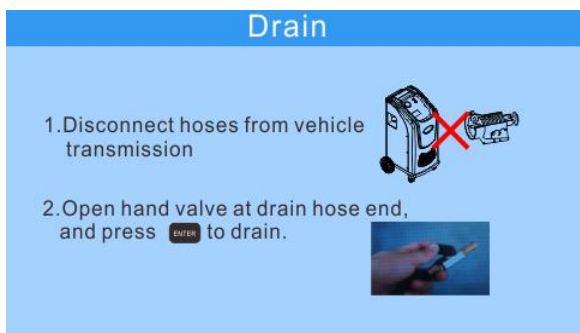 Drain
1.Disconnect hoses from vehicle
transmission
2.Open hand valve at drain hose end,
and press ENTER to drain.